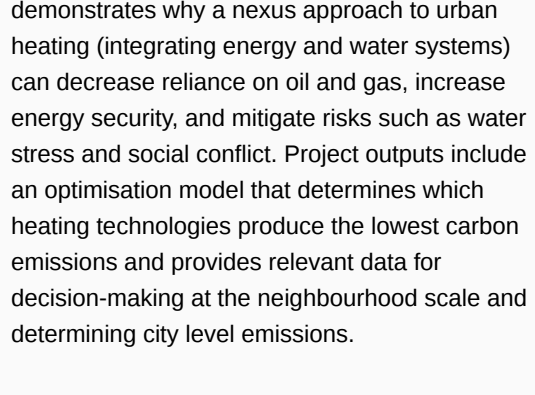 demonstrates why a nexus approach to urban
heating (integrating energy and water systems)
can decrease reliance on oil and gas, increase
energy security, and mitigate risks such as water
stress and social conflict. Project outputs include
an optimisation model that determines which
heating technologies produce the lowest carbon
emissions and provides relevant data for
decision-making at the neighbourhood scale and
determining city level emissions.